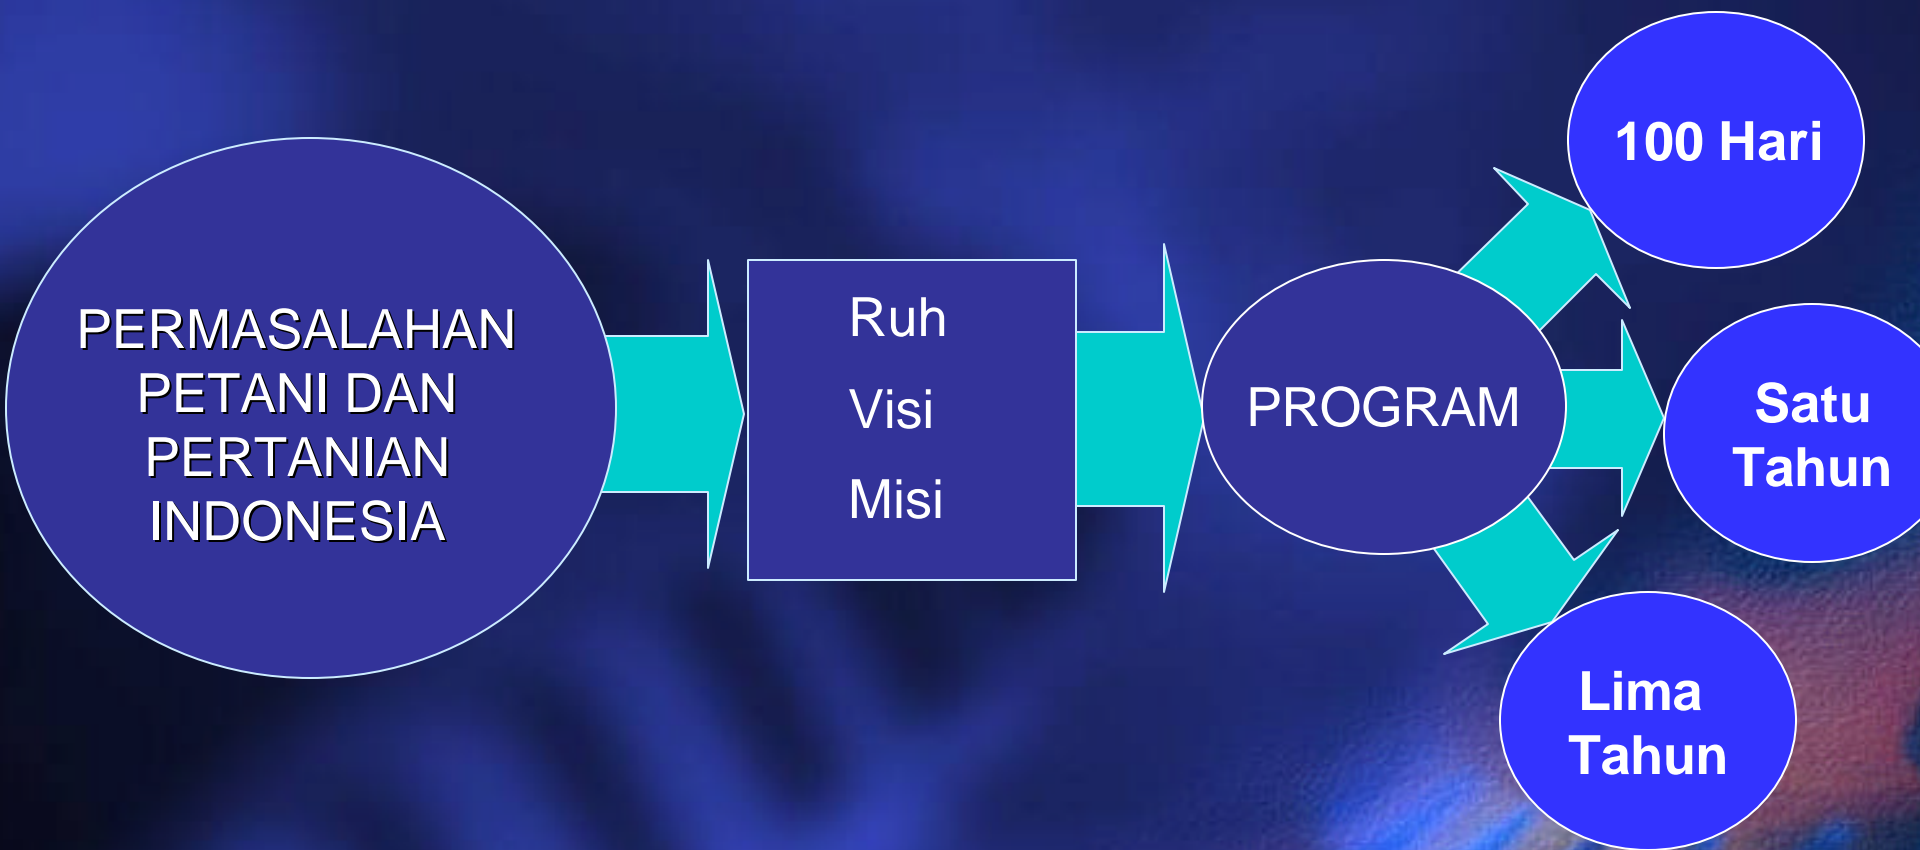 PERMASALAHAN
PETANI DAN
PERTANIAN
INDONESIA
Ruh
Visi
Misi
PROGRAM
100 Hari
Satu
Tahun
Lima
Tahun